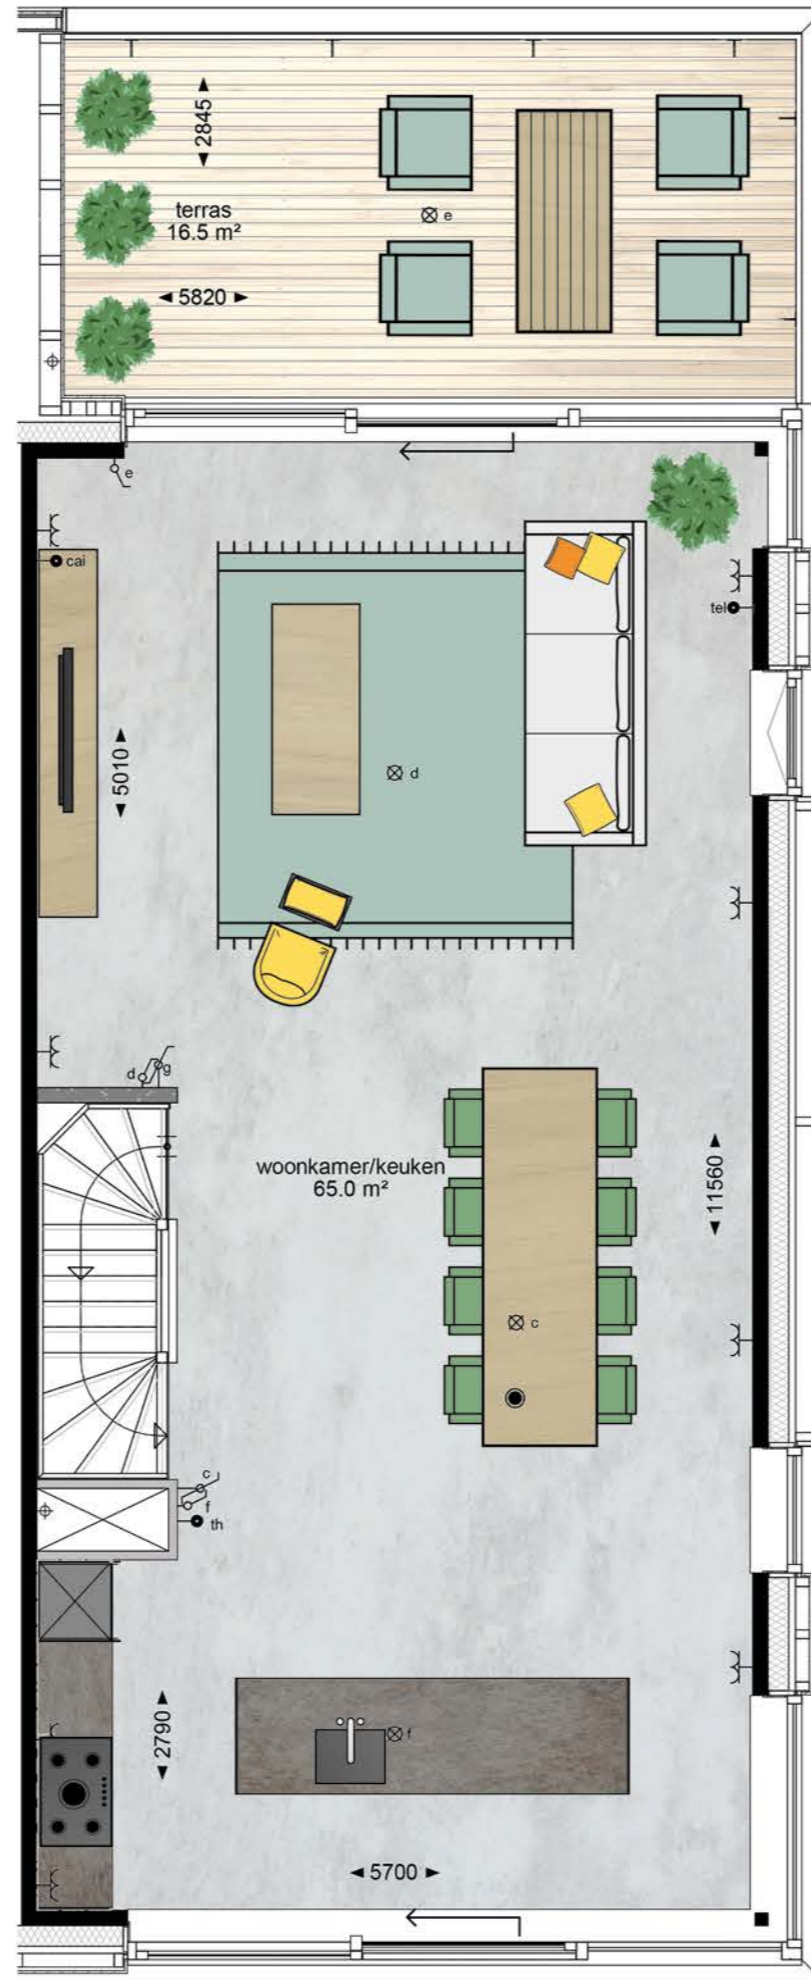 2845
terras
16.5 m²
e
5820
e
cai
tel
5010
d
d
g
woonkamer/keuken
65.0 m²
11560
c
c
f
th
2790
f
5700